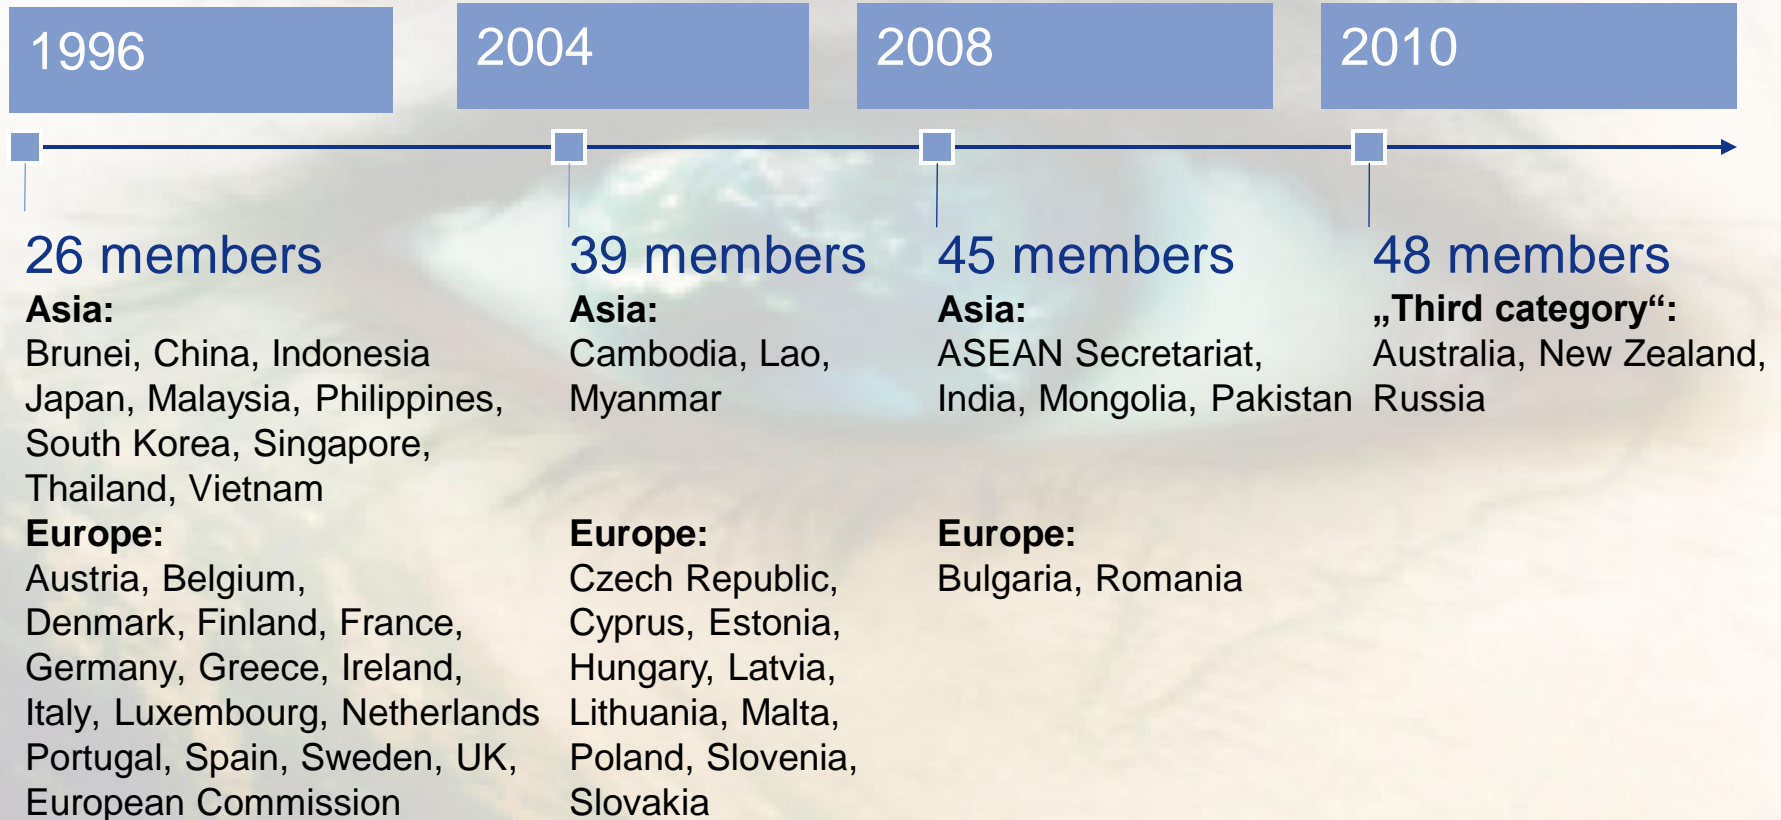 1996
26 members
Asia:
Brunei, China, Indonesia
Japan, Malaysia, Philippines,
South Korea, Singapore,
Thailand, Vietnam
Europe:
Austria, Belgium,
Denmark, Finland, France,
Germany, Greece, Ireland,
Italy, Luxembourg, Netherlands
Portugal, Spain, Sweden, UK,
European Commission
2004
39 members
Asia:
Cambodia, Lao,
Myanmar
Europe:
Czech Republic,
Cyprus, Estonia,
Hungary, Latvia,
Lithuania, Malta,
Poland, Slovenia,
Slovakia
2008
45 members
Asia:
ASEAN Secretariat,
India, Mongolia, Pakistan
Europe:
Bulgaria, Romania
2010
48 members
„Third category“:
Australia, New Zealand,
Russia